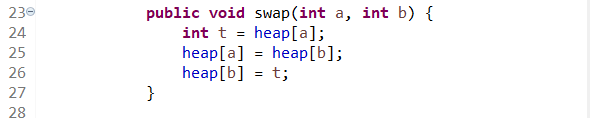 23 public void swap(int a, int b) {
24 int t = heap[a];
25 heap[a] = heap[b];
26 heap[b] = t;
27 }
28